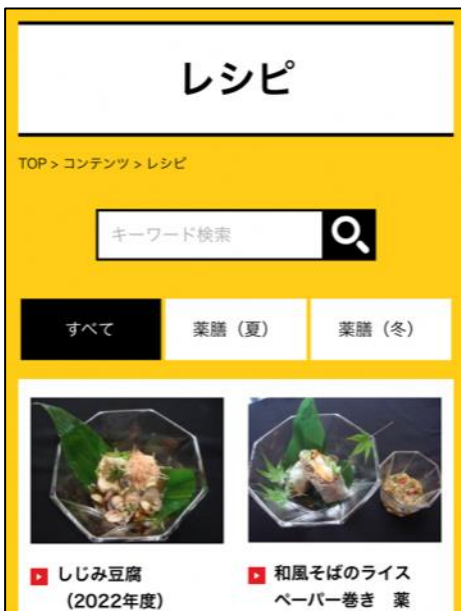 レシピ
TOP > コンテンツ > レシピ
キーワード検索
すべて
薬膳（夏）
薬膳（冬）
しじみ豆腐
（2022年度）
和風そばのライス
ペーパー巻き　薬